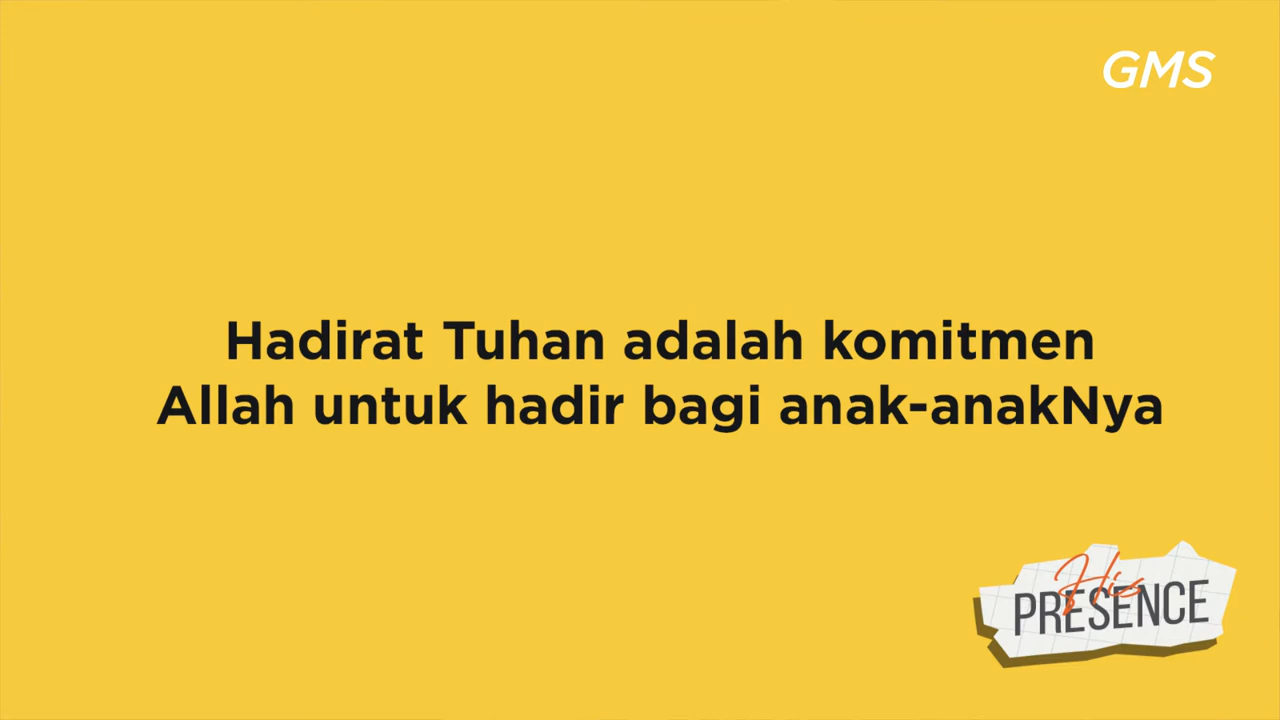 GMS
Hadirat Tuhan adalah komitmen
Allah untuk hadir bagi anak-anakNya
His
PRESENCE